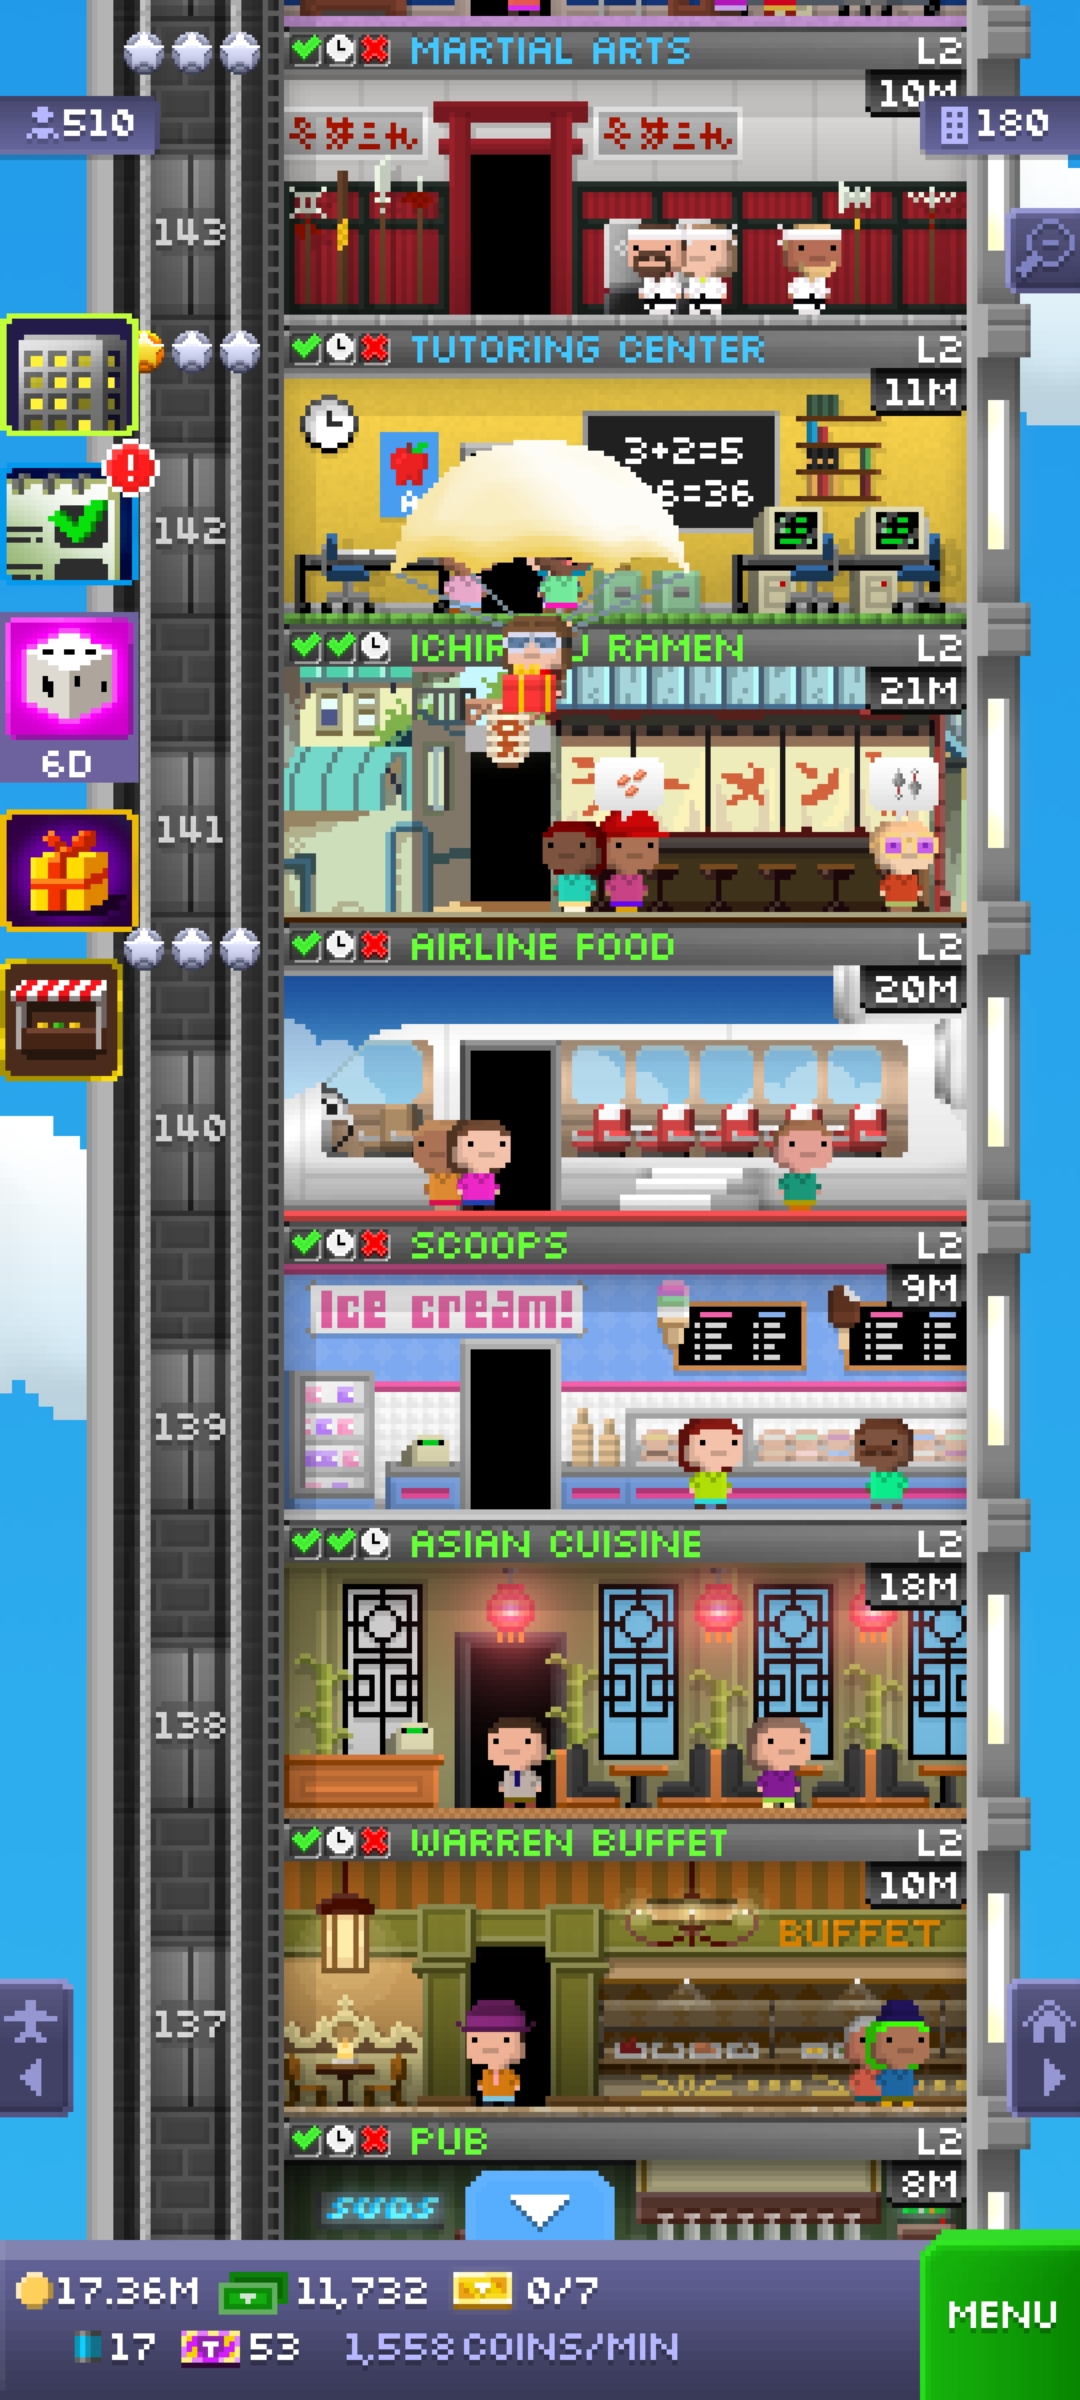 MARTIAL ARTS L2
10M
510
180
143
TUTORING CENTER L2
11M
3+2=5
6=36
A
142
RAMEN L2
21M
6D
141
AIRLINE FOOD L2
20M
140
SCOOPS L2
9M
Ice cream!
139
ASIAN CUISINE L2
18M
138
WARREN BUFFET L2
10M
BUFFET
137
PUB L2
8M
SUDS
17.36M 11,732 0/7
17 53 1,558 COINS/MIN
MENU